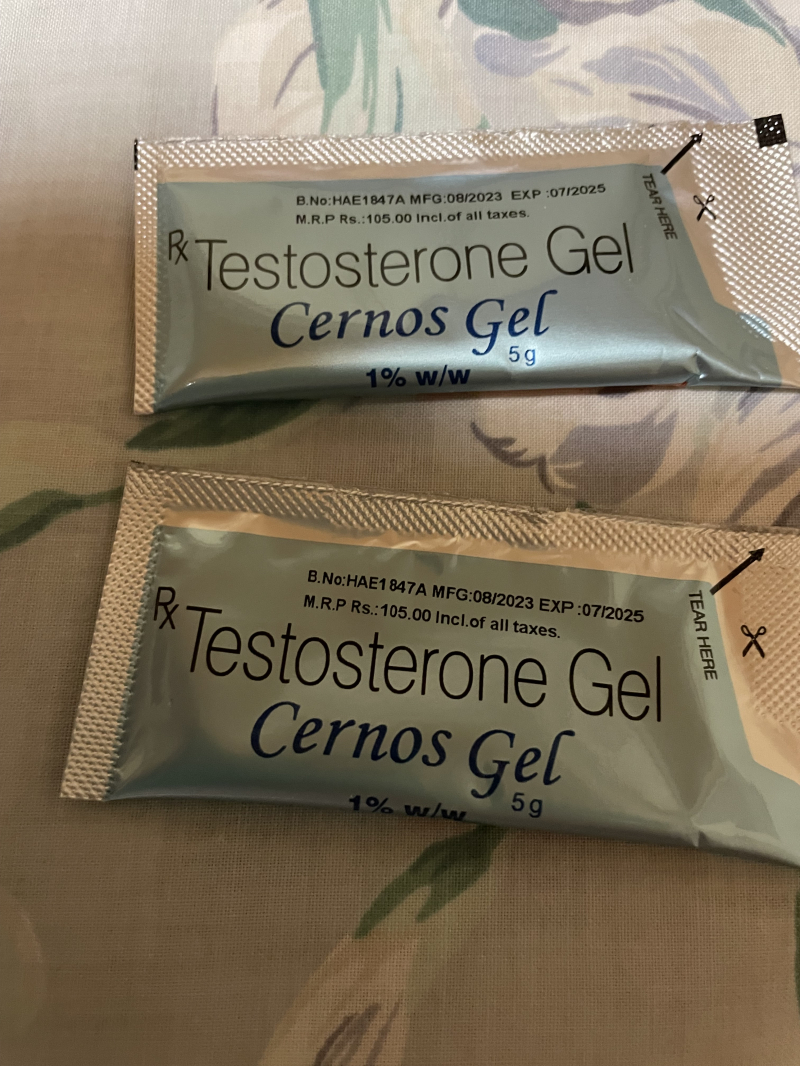 B.No:HAE1847A MFG:08/2023 EXP :07/2025
M.R.P Rs.:105.00 Incl.of all taxes.
TEAR HERE
Rx Testosterone Gel
Cernos Gel
5g
1% w/w
B.No:HAE1847A MFG:08/2023 EXP :07/2025
M.R.P Rs.:105.00 Incl.of all taxes.
TEAR HERE
Rx Testosterone Gel
Cernos Gel
5g
1% w/w